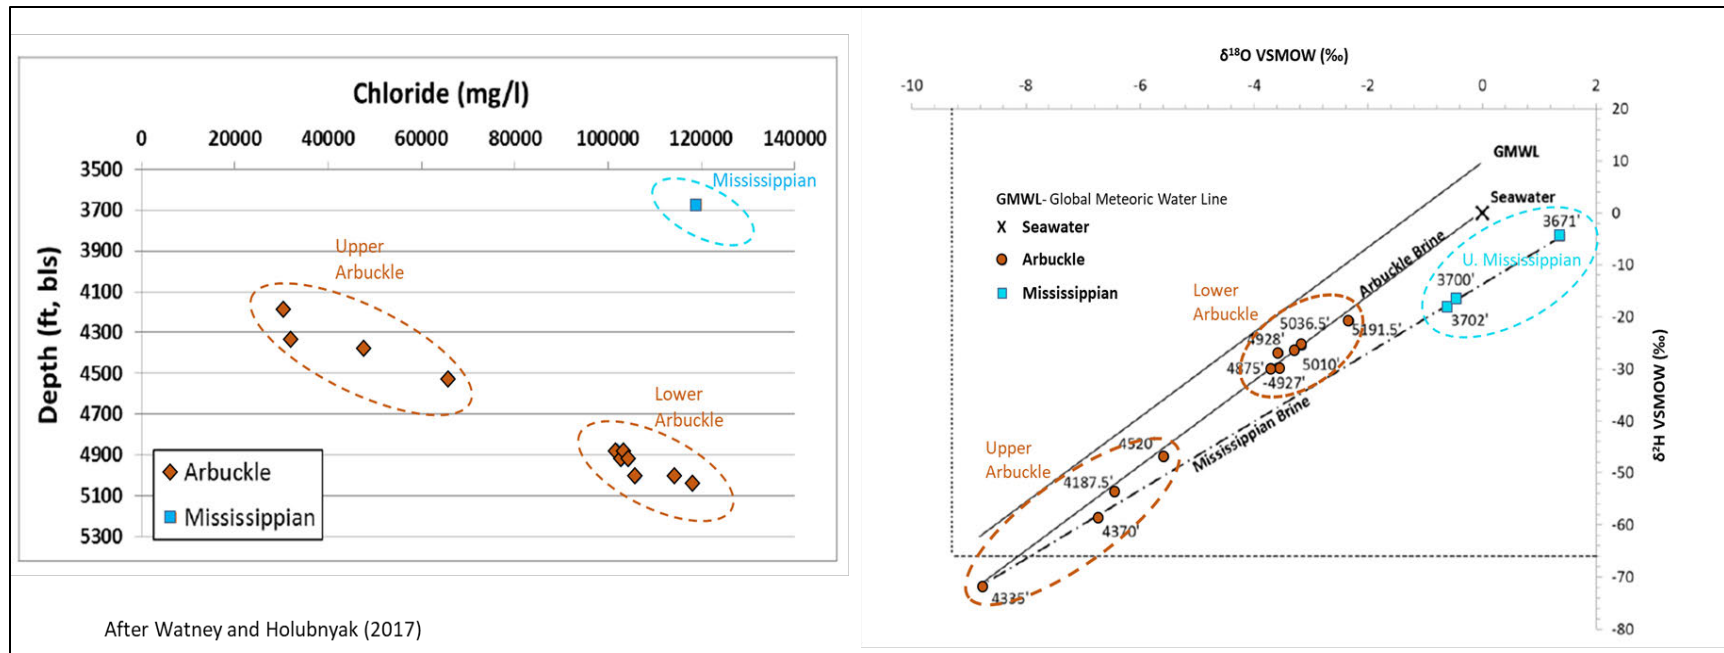 Chloride (mg/l)
0 20000 40000 60000 80000 100000 120000 140000
Depth (ft, bls)
3500
3700
3900
4100
4300
4500
4700
4900
5100
5300
Mississippian
Upper
Arbuckle
Lower
Arbuckle
Arbuckle
Mississippian
After Watney and Holubnyak (2017)
δ¹⁸O VSMOW (‰)
-10 -8 -6 -4 -2 0 2
20
10
0
-10
-20
-30
-40
-50
-60
-70
-80
δ²H VSMOW (‰)
GMWL
Seawater
GMWL- Global Meteoric Water Line
X Seawater
Arbuckle
Mississippian
3671'
U. Mississippian
3700'
3702'
Arbuckle Brine
Lower
Arbuckle
5036.5'
5191.5'
4928'
5010'
4875'
-4927'
Mississippian Brine
Upper
Arbuckle
4520
4187.5'
4370'
4335'